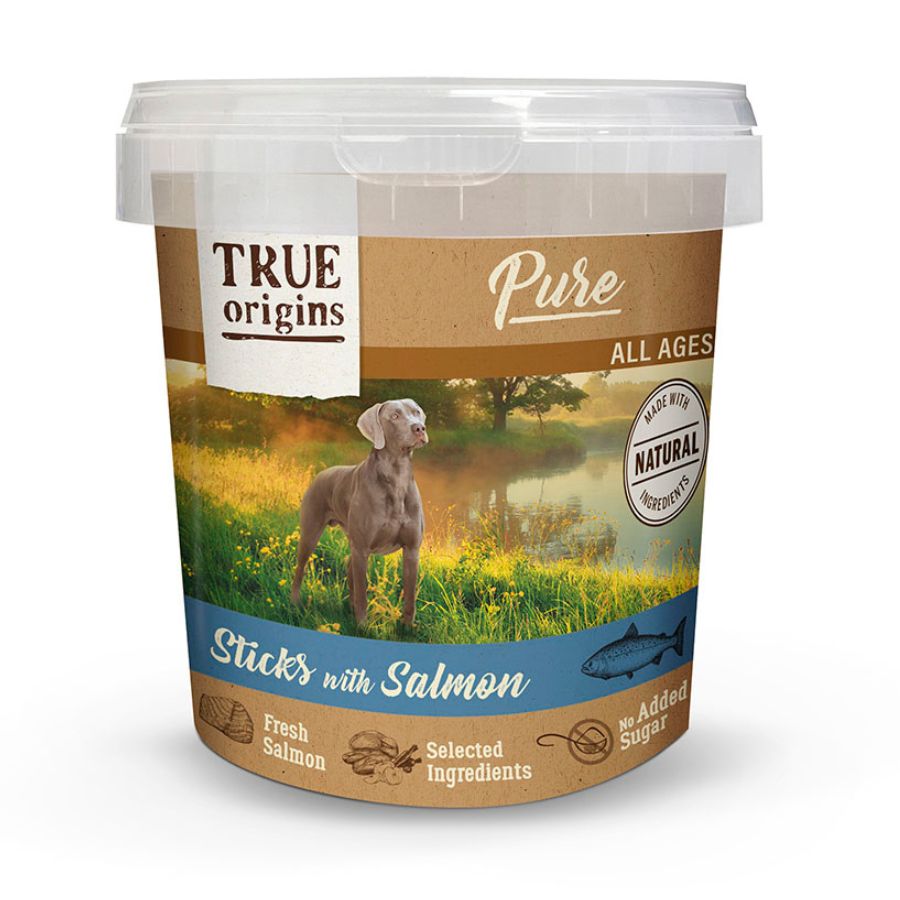 TRUE
origins
Pure
ALL AGES
MADE WITH
NATURAL
INGREDIENTS
Sticks with Salmon
Fresh
Salmon
Selected
Ingredients
No Added
Sugar